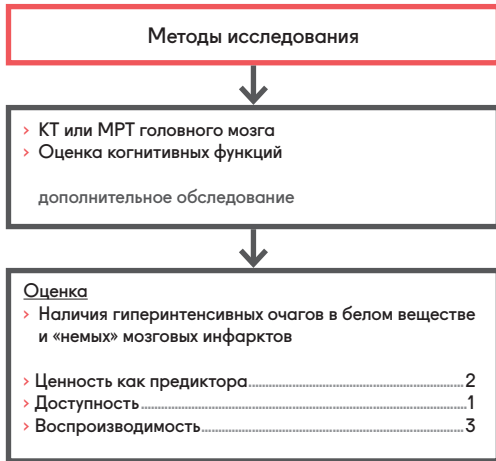 Методы исследования
› КТ или МРТ головного мозга
› Оценка когнитивных функций
дополнительное обследование
Оценка
› Наличия гиперинтенсивных очагов в белом веществе
и «немых» мозговых инфарктов
› Ценность как предиктора........................................................2
› Доступность................................................................................1
› Воспроизводимость..................................................................3